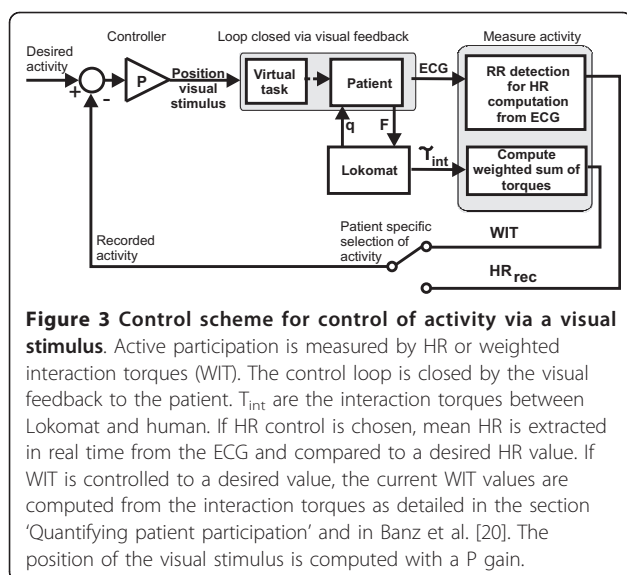 Controller
Loop closed via visual feedback
Measure activity
Desired
activity
+
-
P
Position
visual
stimulus
Virtual
task
Patient
ECG
RR detection
for HR
computation
from ECG
q
F
Lokomat
τ̃int
Compute
weighted sum of
torques
Patient specific
selection of
activity
WIT
Recorded
activity
HRrec
Figure 3 Control scheme for control of activity via a visual
stimulus. Active participation is measured by HR or weighted
interaction torques (WIT). The control loop is closed by the visual
feedback to the patient. Tint are the interaction torques between
Lokomat and human. If HR control is chosen, mean HR is extracted
in real time from the ECG and compared to a desired HR value. If
WIT is controlled to a desired value, the current WIT values are
computed from the interaction torques as detailed in the section
'Quantifying patient participation' and in Banz et al. [20]. The
position of the visual stimulus is computed with a P gain.